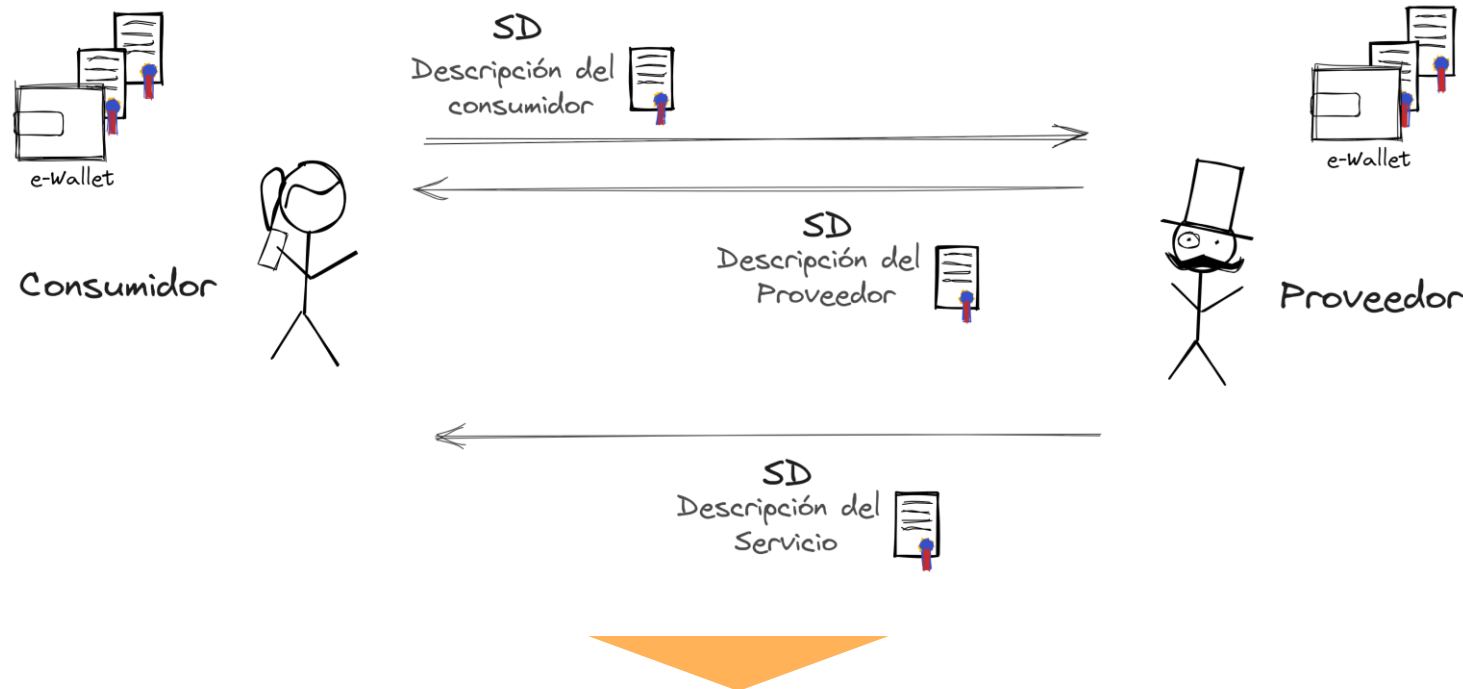 SD
Descripción del
consumidor
e-Wallet
e-Wallet
SD
Descripción del
Proveedor
Consumidor
Proveedor
SD
Descripción del
Servicio